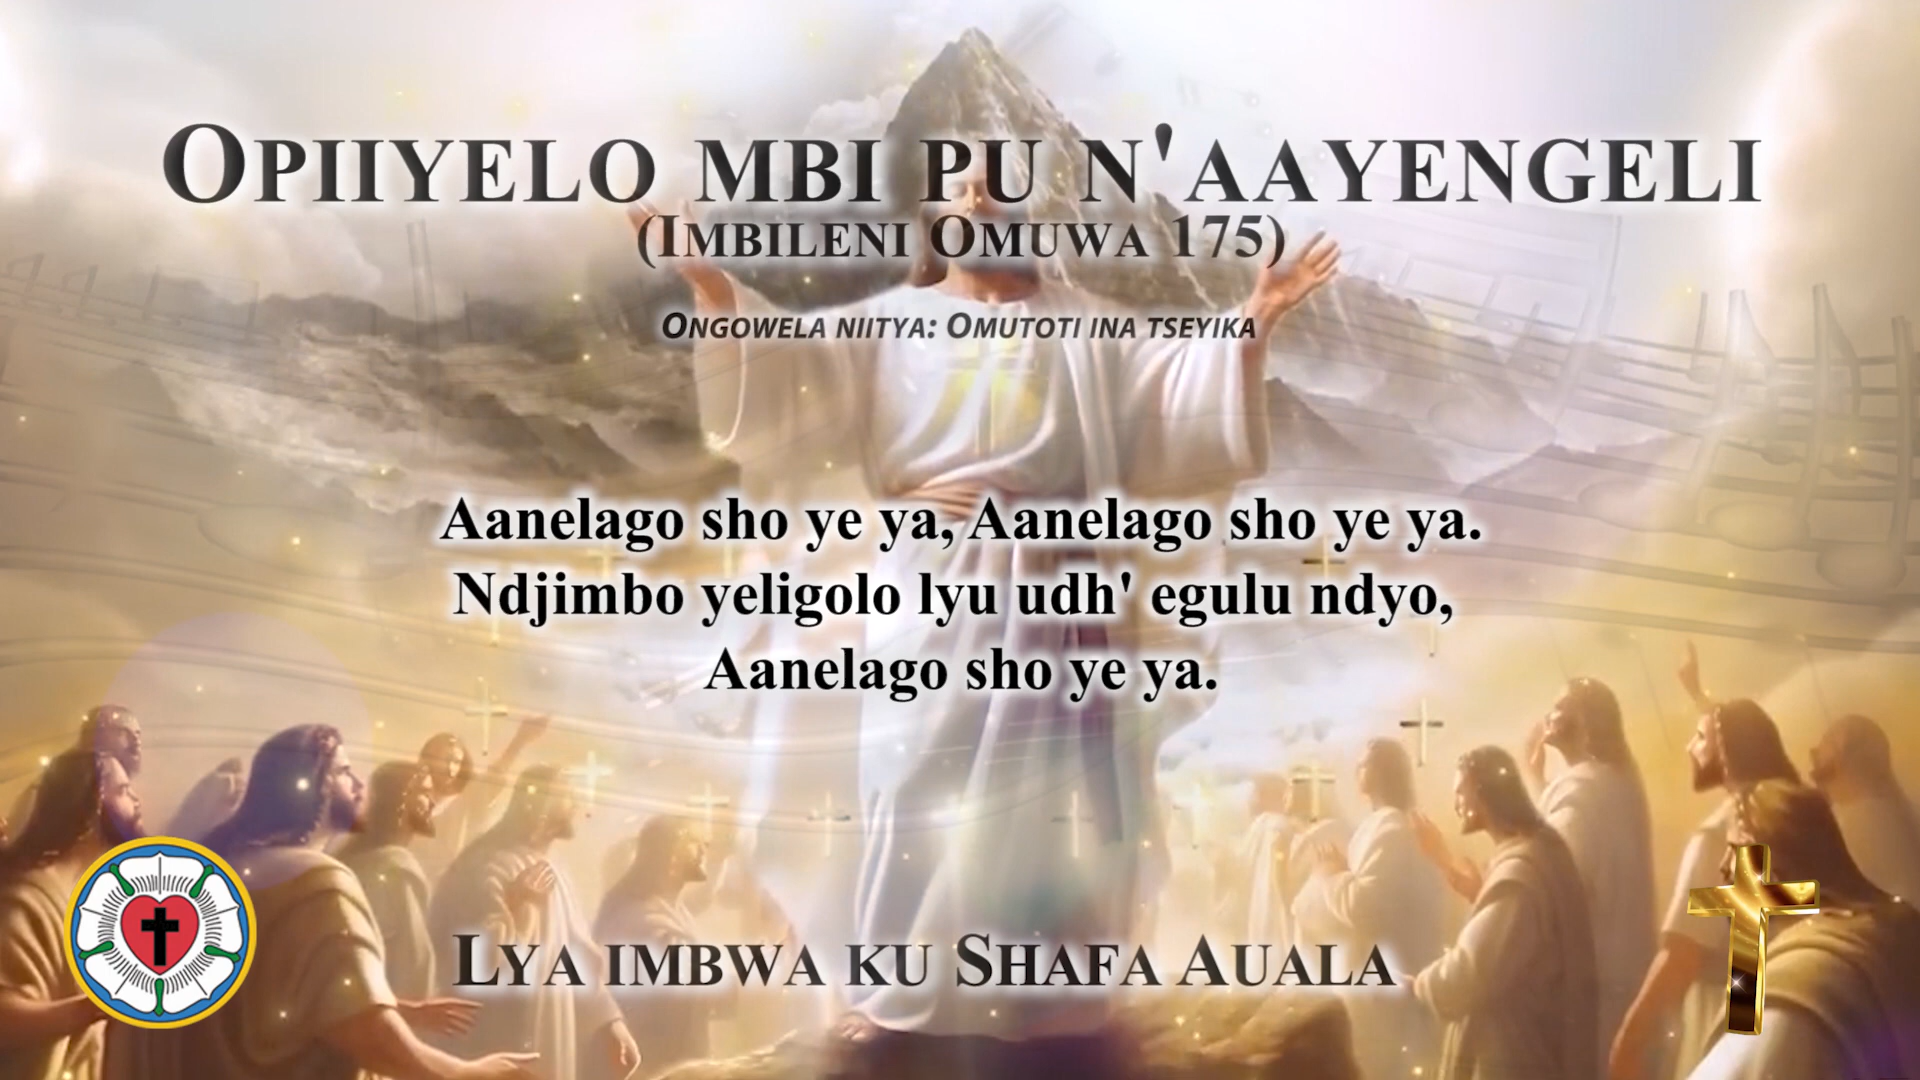 Opiiyelo mbi pu n'aayengeli
(Imbileni Omuwa 175)
Ongowela niitya: Omutoti ina tseyika
Aanelago sho ye ya, Aanelago sho ye ya.
Ndjimbo yeligolo lyu udh' egulu ndyo,
Aanelago sho ye ya.
Lya imbwa ku Shafa Auala